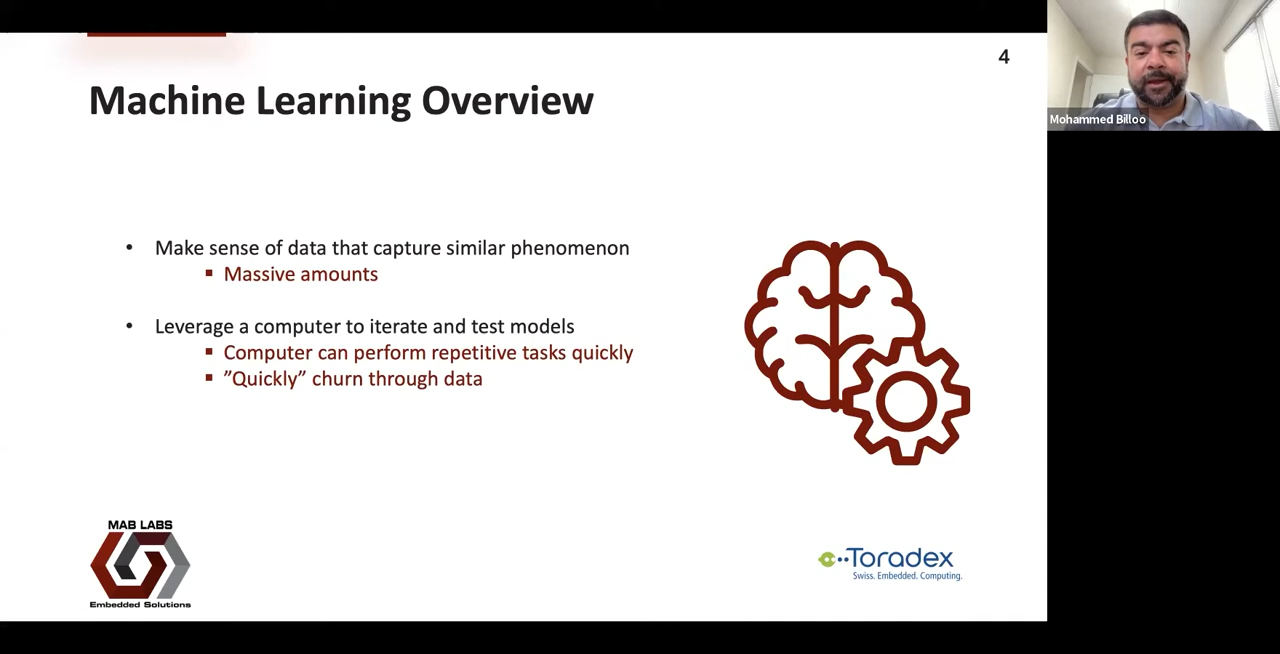 4
Machine Learning Overview
• Make sense of data that capture similar phenomenon
▪ Massive amounts
• Leverage a computer to iterate and test models
▪ Computer can perform repetitive tasks quickly
▪ ”Quickly” churn through data
MAB LABS
Embedded Solutions
Toradex
Swiss. Embedded. Computing.
Mohammed Billoo